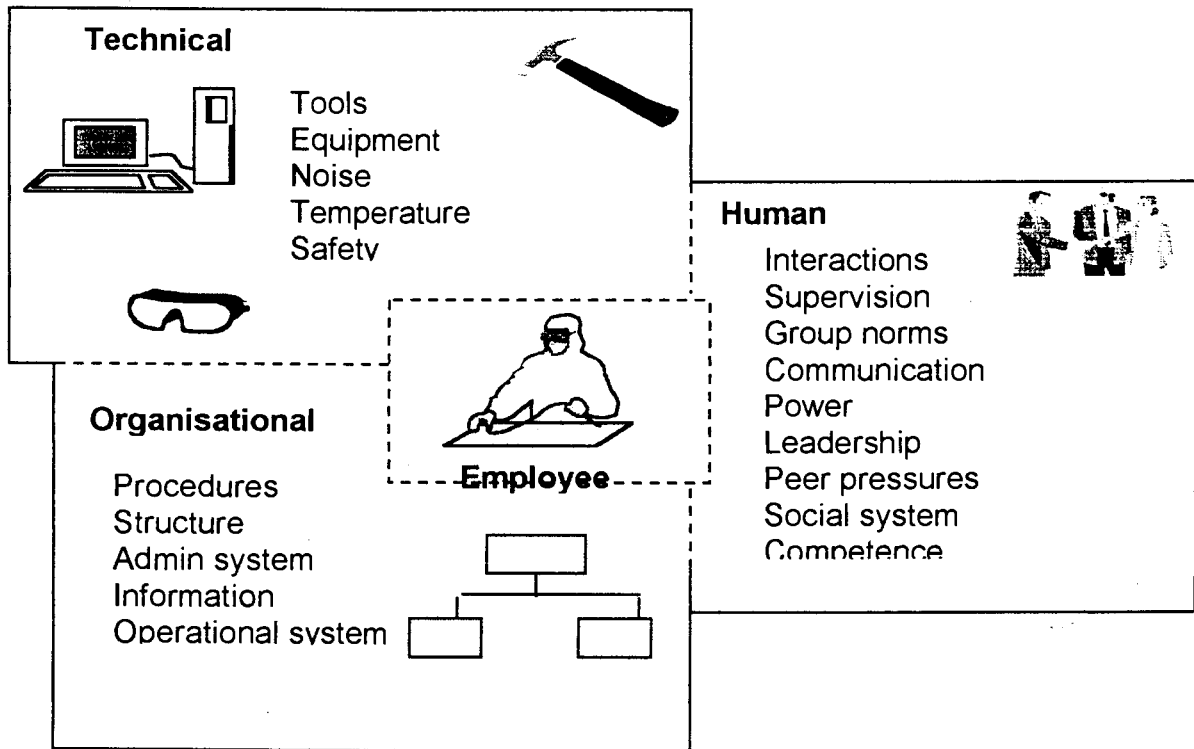 Technical
Tools
Equipment
Noise
Temperature
Safety
Human
Interactions
Supervision
Group norms
Communication
Power
Leadership
Peer pressures
Social system
Competence
Organisational
Procedures
Structure
Admin system
Information
Operational system
Employee